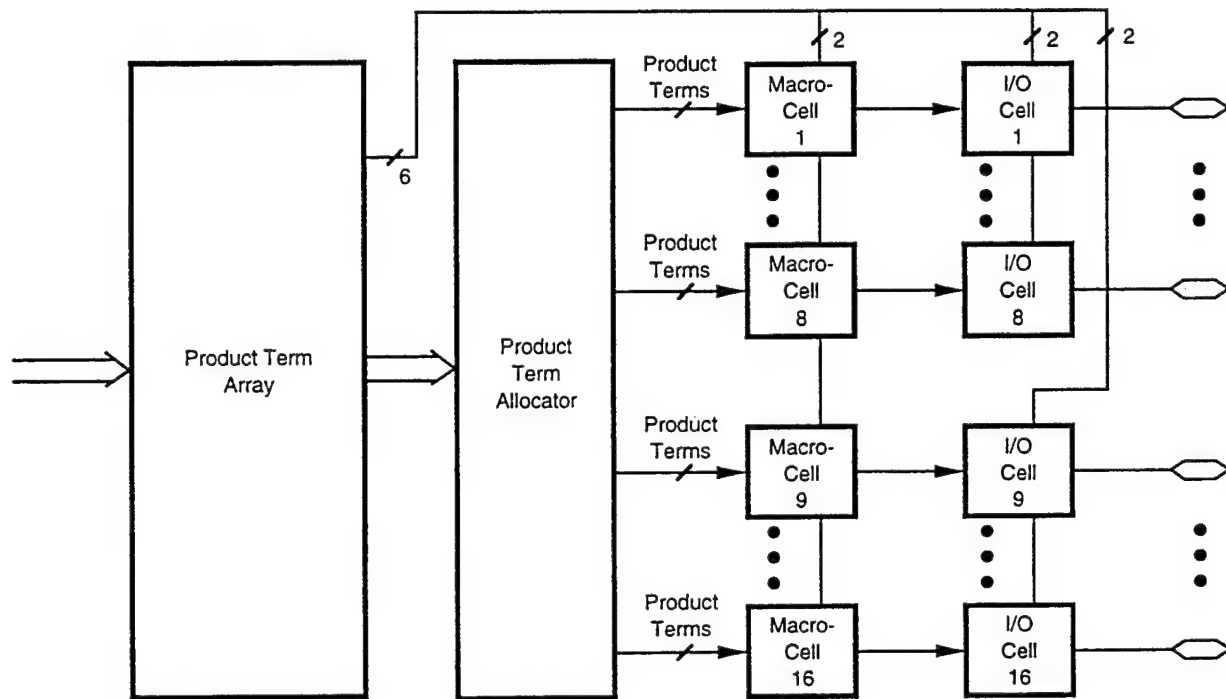 2
2
2
Product
Terms
Macro-
Cell
1
I/O
Cell
1
6
Product
Terms
Macro-
Cell
8
I/O
Cell
8
Product Term
Array
Product
Term
Allocator
Product
Terms
Macro-
Cell
9
I/O
Cell
9
Product
Terms
Macro-
Cell
16
I/O
Cell
16